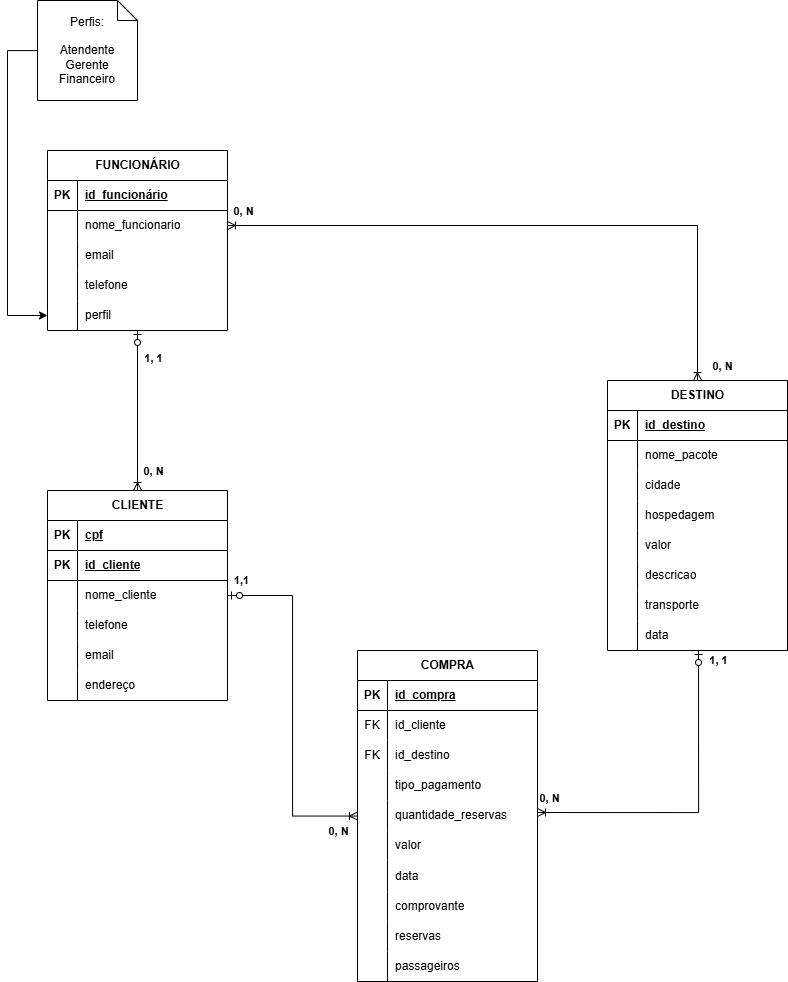 Perfis:
Atendente
Gerente
Financeiro
FUNCIONÁRIO
PK id_funcionário
nome_funcionario
email
telefone
perfil
0, N
1, 1
0, N
0, N
DESTINO
PK id_destino
nome_pacote
cidade
hospedagem
valor
descricao
transporte
data
1, 1
CLIENTE
PK cpf
PK id_cliente
nome_cliente
telefone
email
endereço
1,1
0, N
0, N
COMPRA
PK id_compra
FK id_cliente
FK id_destino
tipo_pagamento
quantidade_reservas
valor
data
comprovante
reservas
passageiros